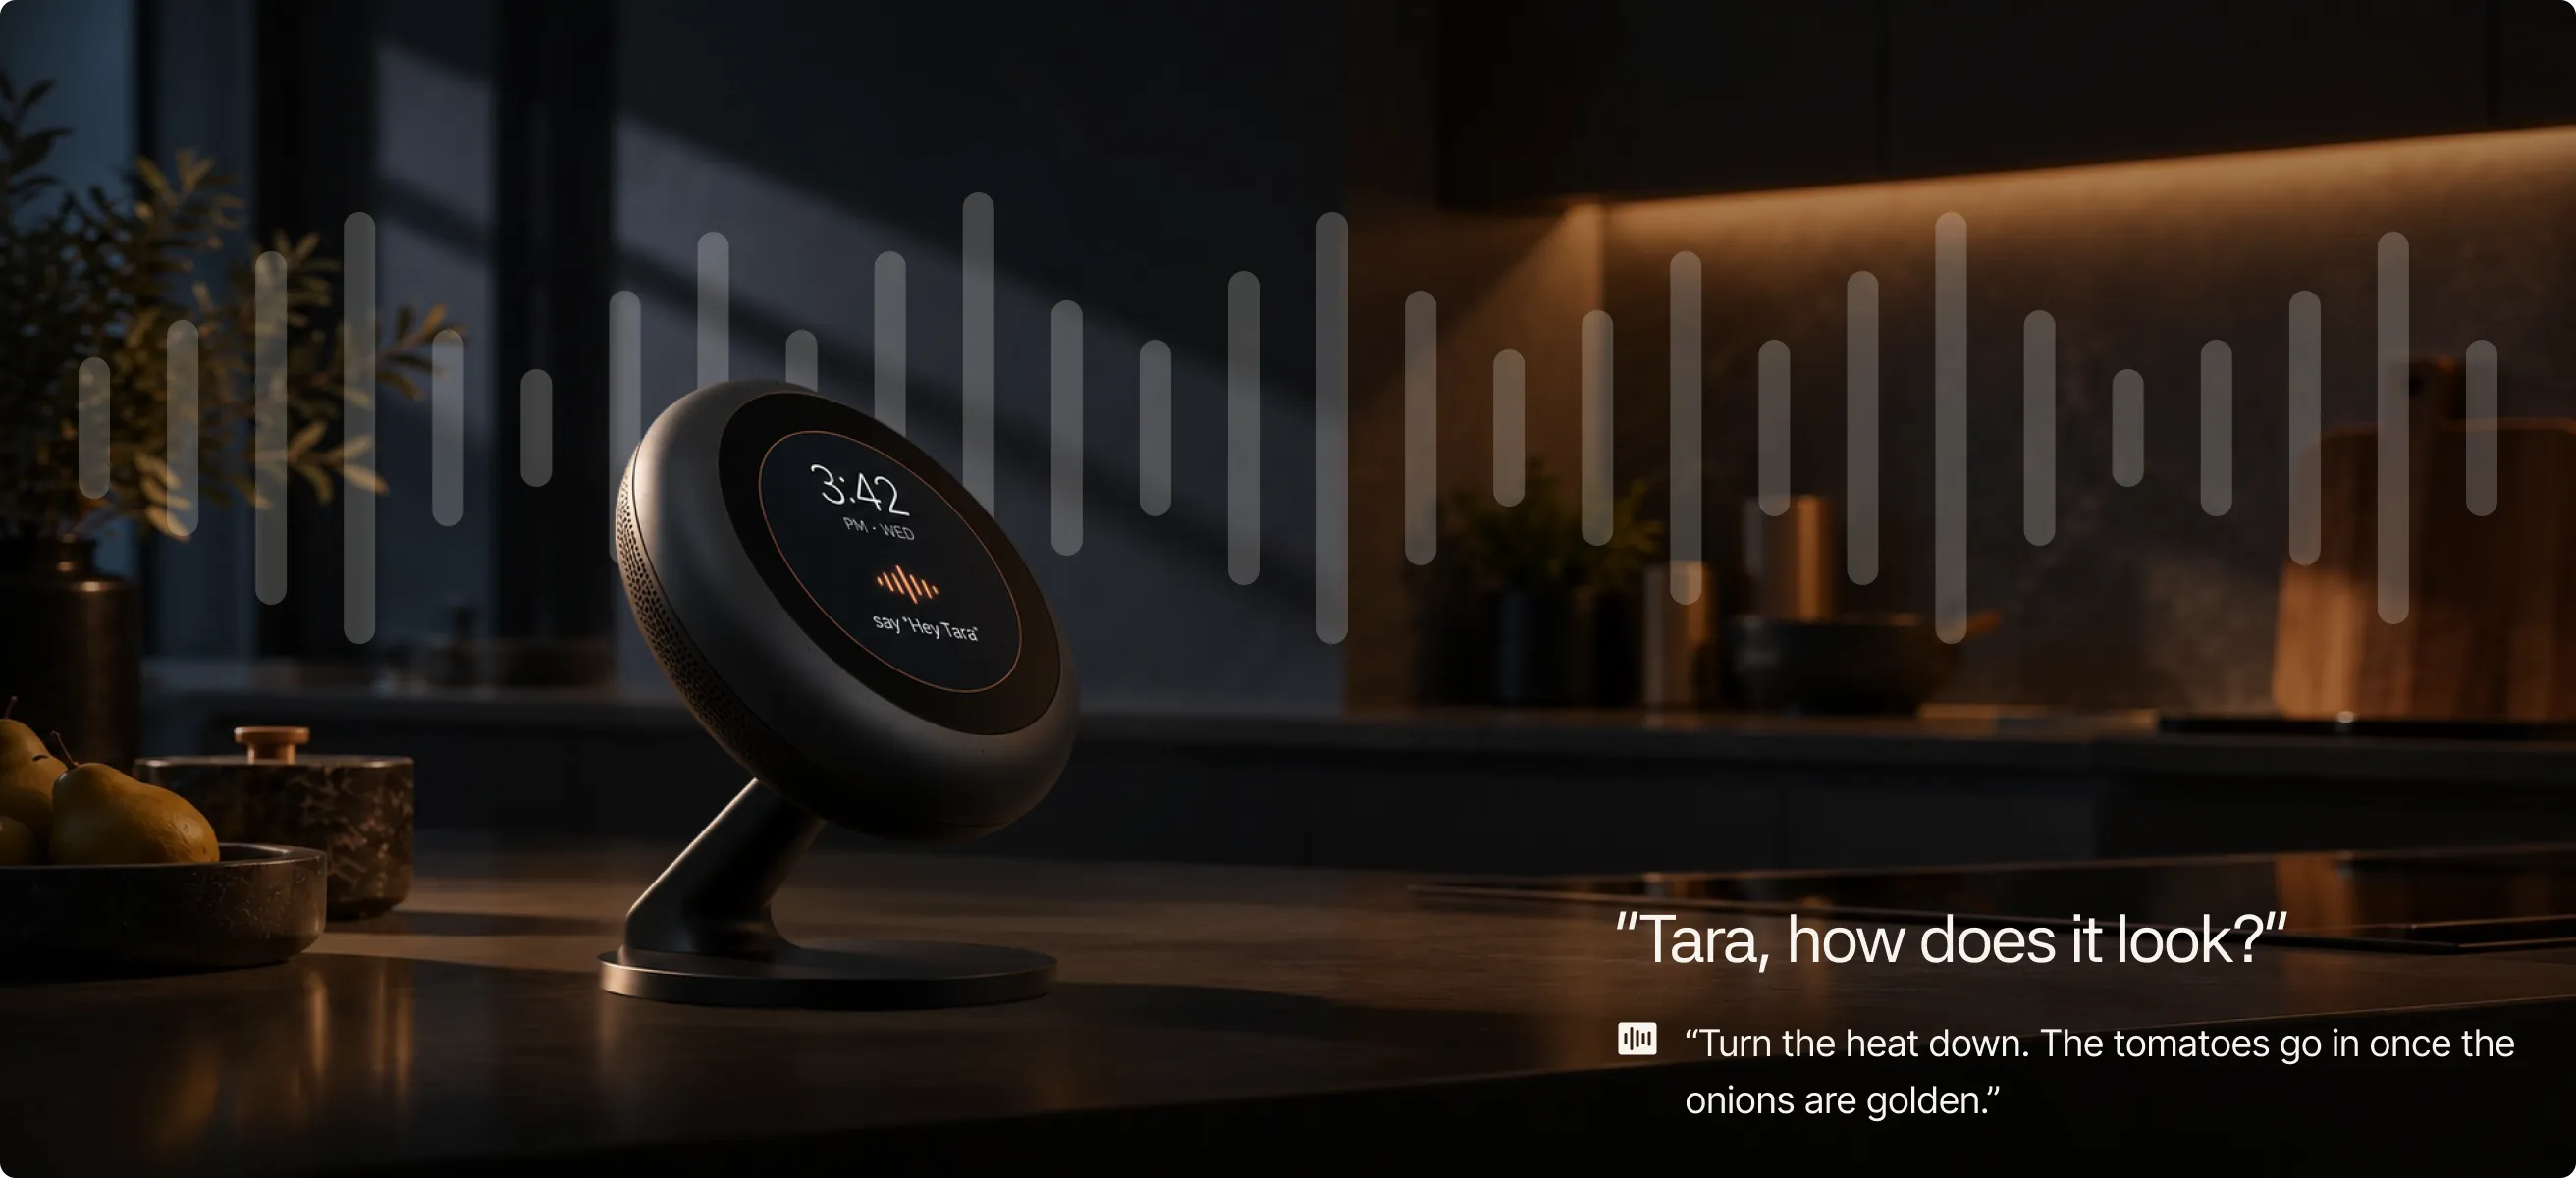 3:42
PM · WED
say "Hey Tara"
"Tara, how does it look?"
“Turn the heat down. The tomatoes go in once the
onions are golden.”